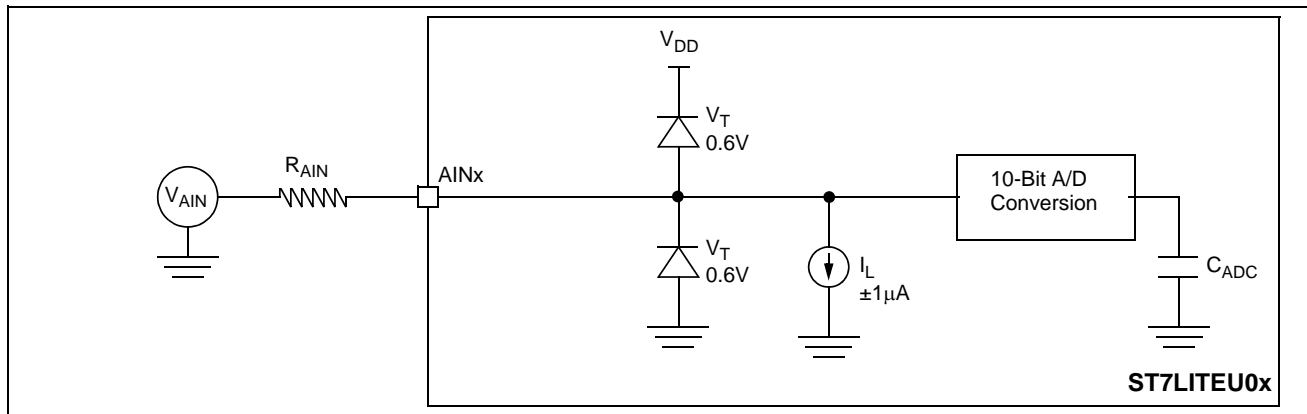 V_DD
V_T
0.6V
R_AIN
AINx
V_AIN
10-Bit A/D
Conversion
V_T
0.6V
I_L
±1μA
C_ADC
ST7LITEU0x